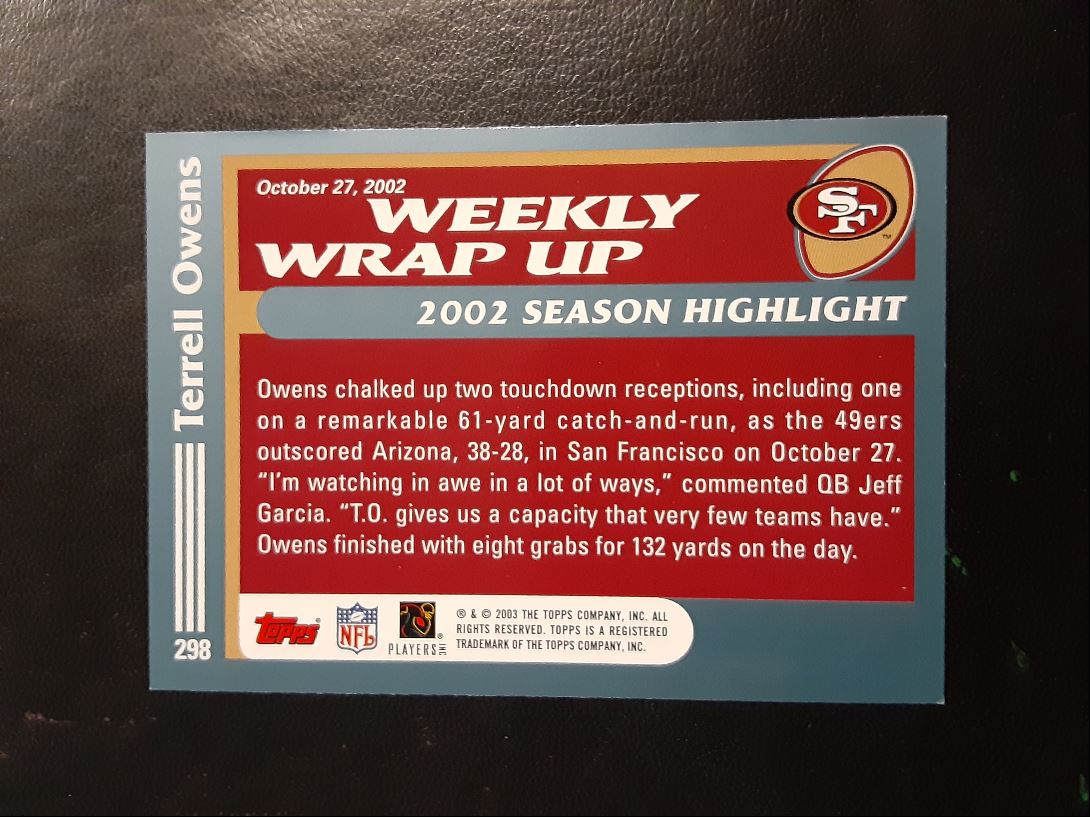 October 27, 2002
WEEKLY
WRAP UP
SF
TM
2002 SEASON HIGHLIGHT
Terrell Owens
Owens chalked up two touchdown receptions, including one
on a remarkable 61-yard catch-and-run, as the 49ers
outscored Arizona, 38-28, in San Francisco on October 27.
"I'm watching in awe in a lot of ways," commented QB Jeff
Garcia. "T.O. gives us a capacity that very few teams have."
Owens finished with eight grabs for 132 yards on the day.
298
Topps®
NFL
PLAYERS INC ®
® & © 2003 THE TOPPS COMPANY, INC. ALL
RIGHTS RESERVED. TOPPS IS A REGISTERED
TRADEMARK OF THE TOPPS COMPANY, INC.